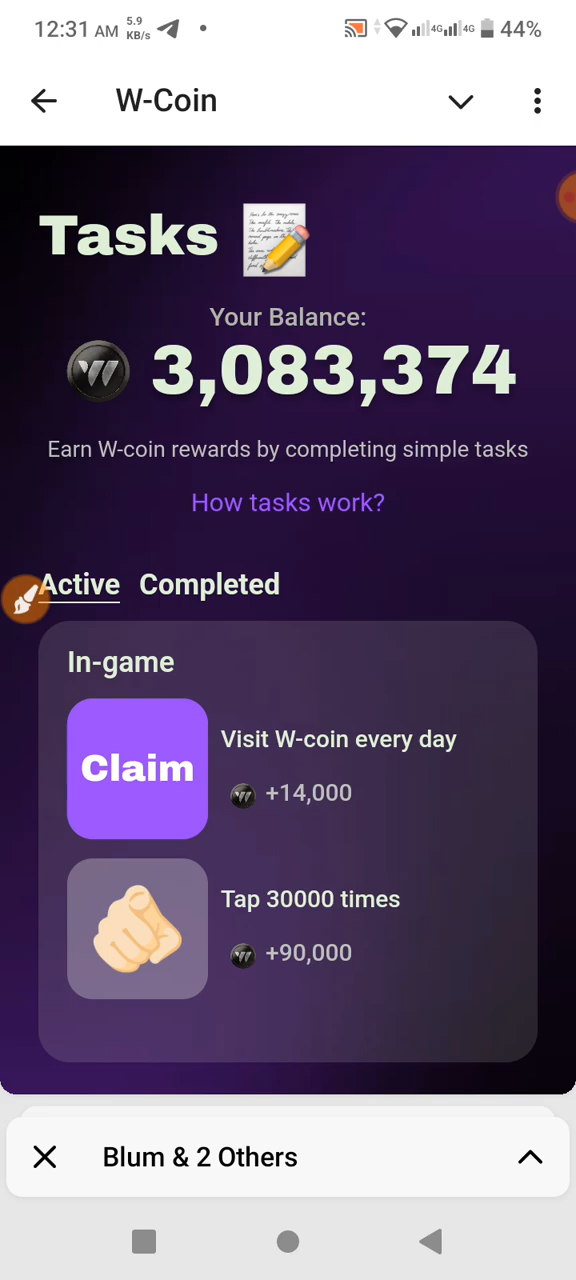 12:31 AM 5.9 KB/s 4G 4G 44%
W-Coin
Tasks
Your Balance:
3,083,374
Earn W-coin rewards by completing simple tasks
How tasks work?
Active Completed
In-game
Claim
Visit W-coin every day
+14,000
Tap 30000 times
+90,000
Blum & 2 Others